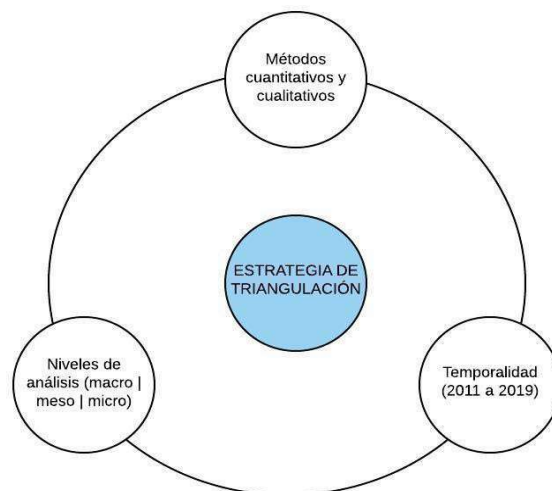 Métodos
cuantitativos y
cualitativos
ESTRATEGIA DE
TRIANGULACIÓN
Niveles de
análisis (macro |
meso | micro)
Temporalidad
(2011 a 2019)